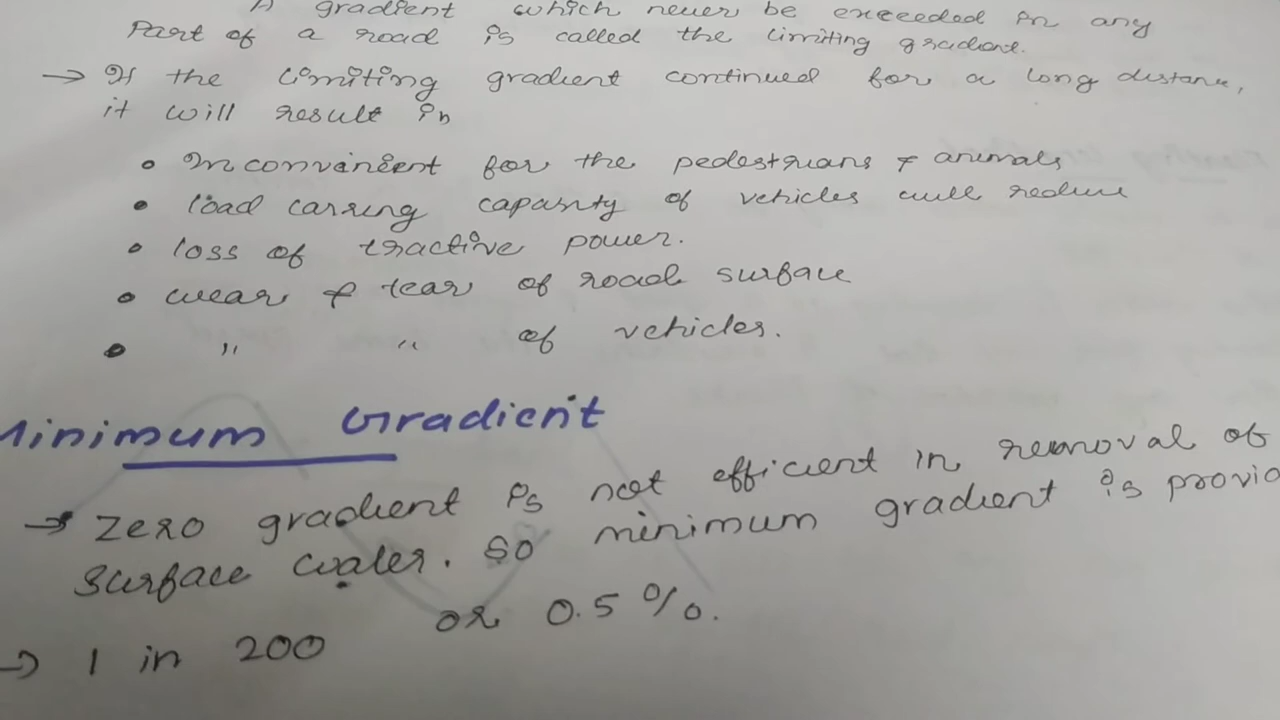 A gradient which never be exceeded in any
Part of a road is called the limiting gradient.
→ If the limiting gradient continued for a long distance,
it will result in
• Inconvinient for the pedestrians & animals
• load carring capasity of vehicles will reduce
• loss of tractive power.
• wear & tear of road surface
• " " of vehicles.
Minimum Gradient
→ Zero gradient is not efficient in removal of
surface water. So minimum gradient is provid
→ 1 in 200 or 0.5 %.